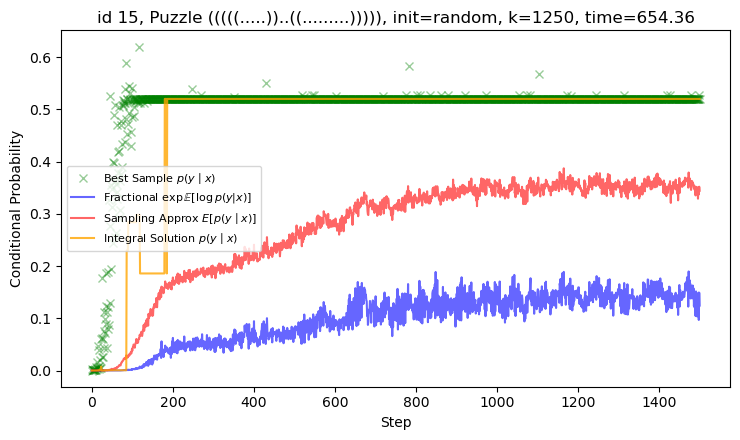 id 15, Puzzle (((((.....))..((.........))))), init=random, k=1250, time=654.36
Conditional Probability
0.6
0.5
0.4
0.3
0.2
0.1
0.0
Best Sample p(y | x)
Fractional exp 𝔼[log p(y|x)]
Sampling Approx E[p(y | x)]
Integral Solution p(y | x)
0 200 400 600 800 1000 1200 1400
Step